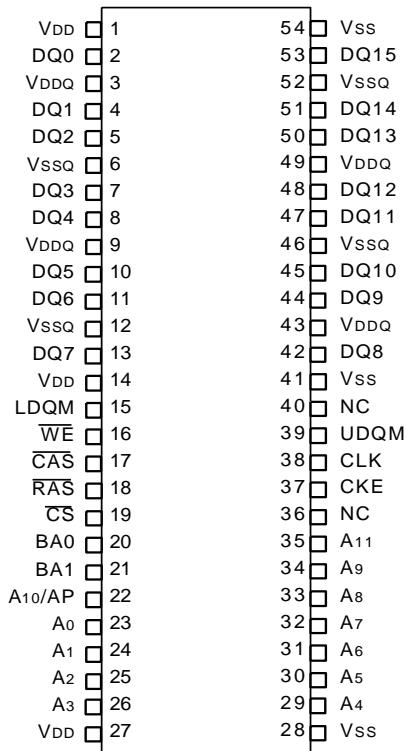 VDD 1 54 VSS
DQ0 2 53 DQ15
VDDQ 3 52 VSSQ
DQ1 4 51 DQ14
DQ2 5 50 DQ13
VSSQ 6 49 VDDQ
DQ3 7 48 DQ12
DQ4 8 47 DQ11
VDDQ 9 46 VSSQ
DQ5 10 45 DQ10
DQ6 11 44 DQ9
VSSQ 12 43 VDDQ
DQ7 13 42 DQ8
VDD 14 41 VSS
LDQM 15 40 NC
W̅E̅ 16 39 UDQM
C̅A̅S̅ 17 38 CLK
R̅A̅S̅ 18 37 CKE
C̅S̅ 19 36 NC
BA0 20 35 A11
BA1 21 34 A9
A10/AP 22 33 A8
A0 23 32 A7
A1 24 31 A6
A2 25 30 A5
A3 26 29 A4
VDD 27 28 VSS